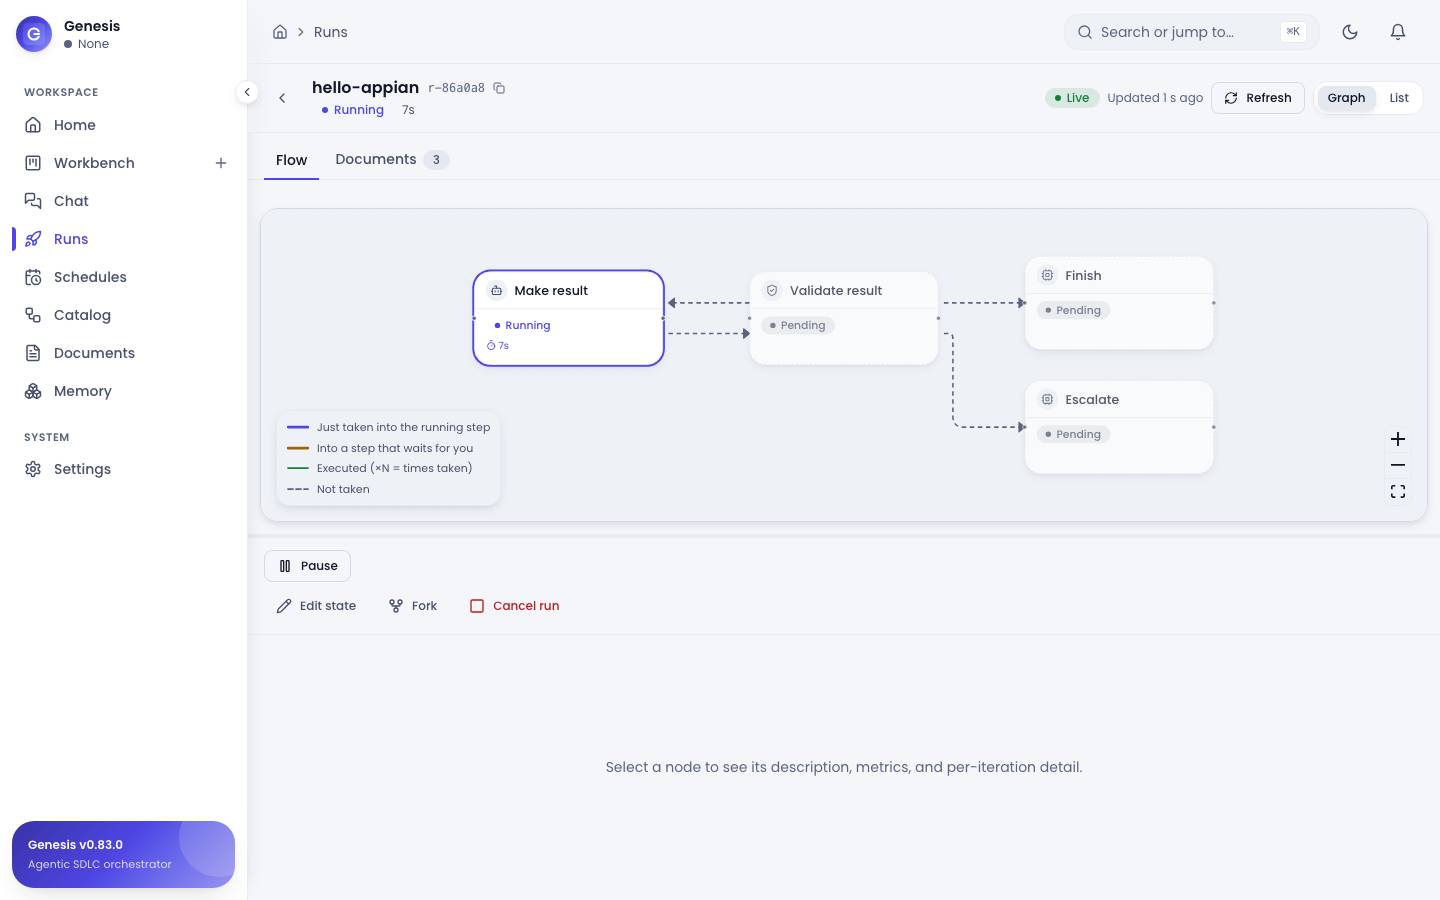 Genesis
None
WORKSPACE
Home
Workbench
Chat
Runs
Schedules
Catalog
Documents
Memory
SYSTEM
Settings
Genesis v0.83.0
Agentic SDLC orchestrator
Runs
Search or jump to...
⌘K
hello-appian r-86a0a8
Running 7s
Live Updated 1 s ago Refresh Graph List
Flow Documents 3
Make result
Running
7s
Validate result
Pending
Finish
Pending
Escalate
Pending
Just taken into the running step
Into a step that waits for you
Executed (×N = times taken)
Not taken
Pause
Edit state Fork Cancel run
Select a node to see its description, metrics, and per-iteration detail.